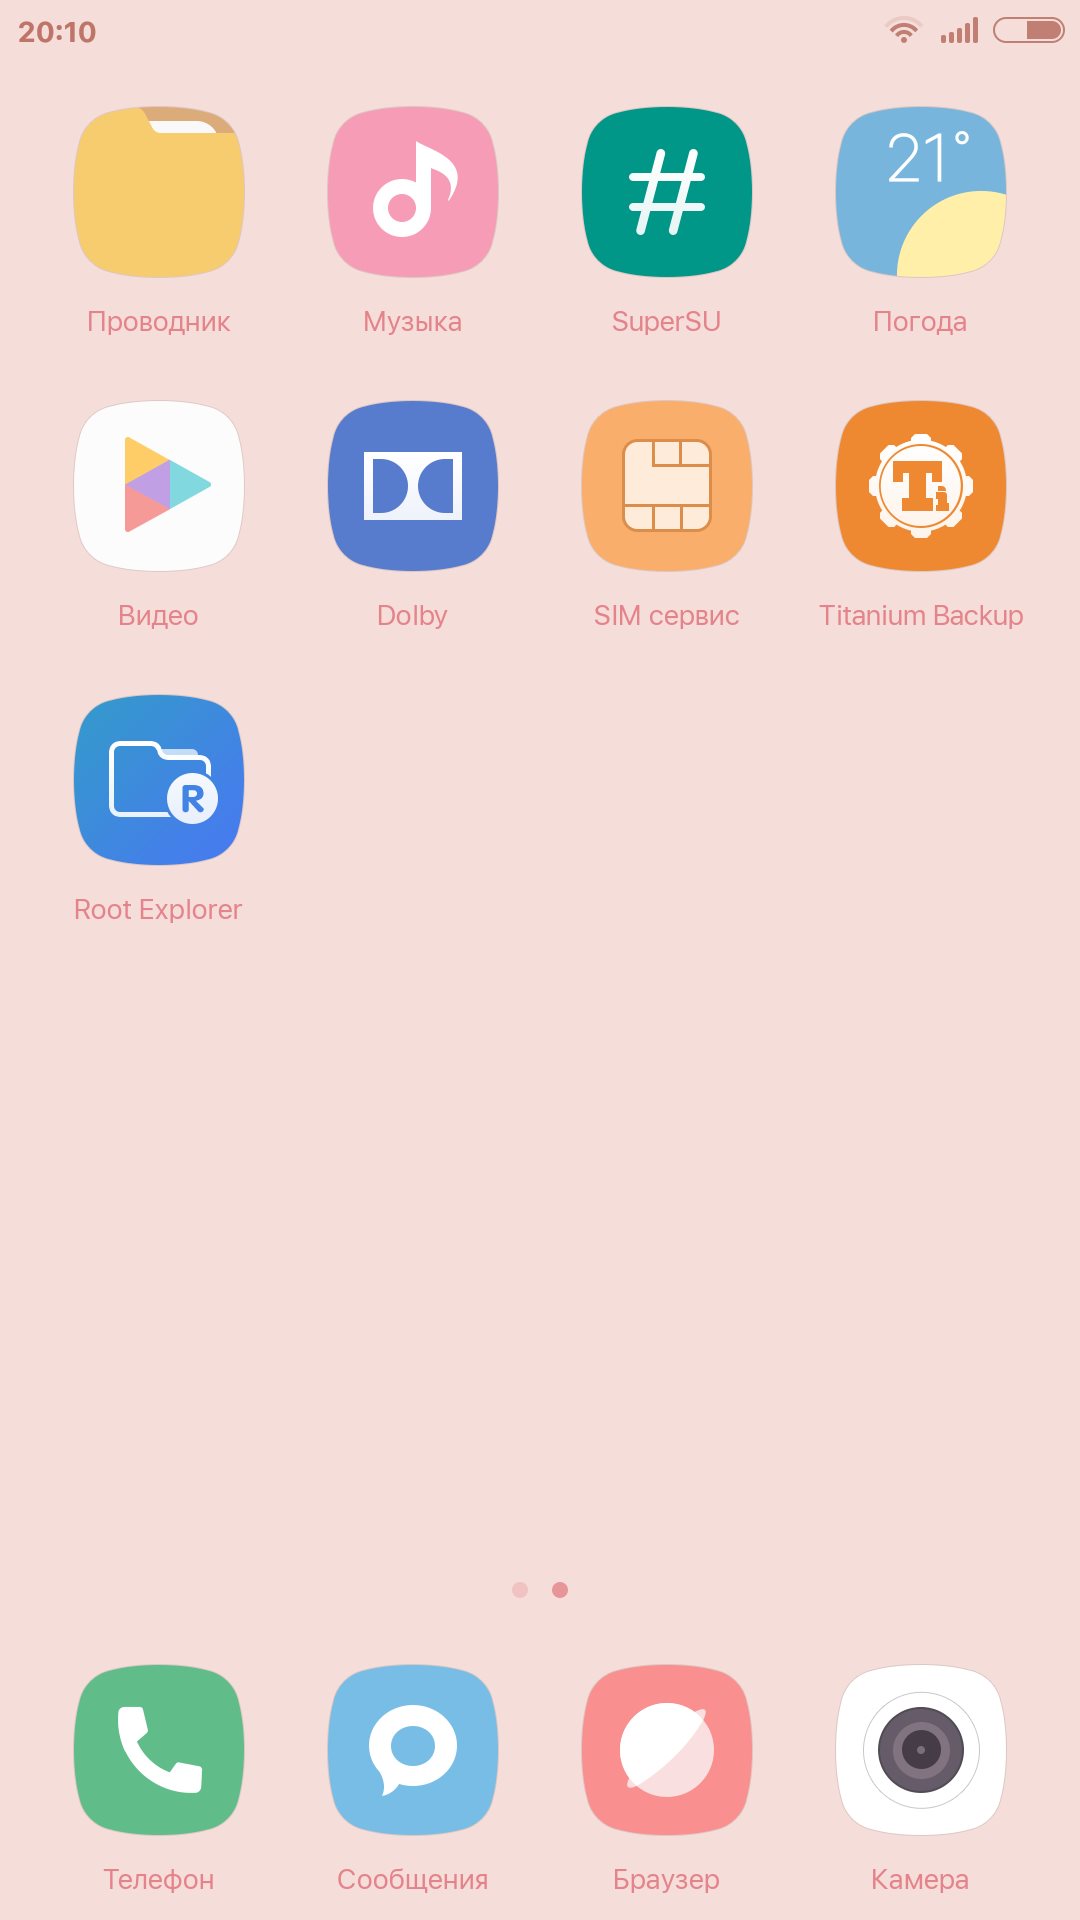 20:10
21°
Проводник
Музыка
SuperSU
Погода
Видео
Dolby
SIM сервис
Titanium Backup
R
Root Explorer
Телефон
Сообщения
Браузер
Камера